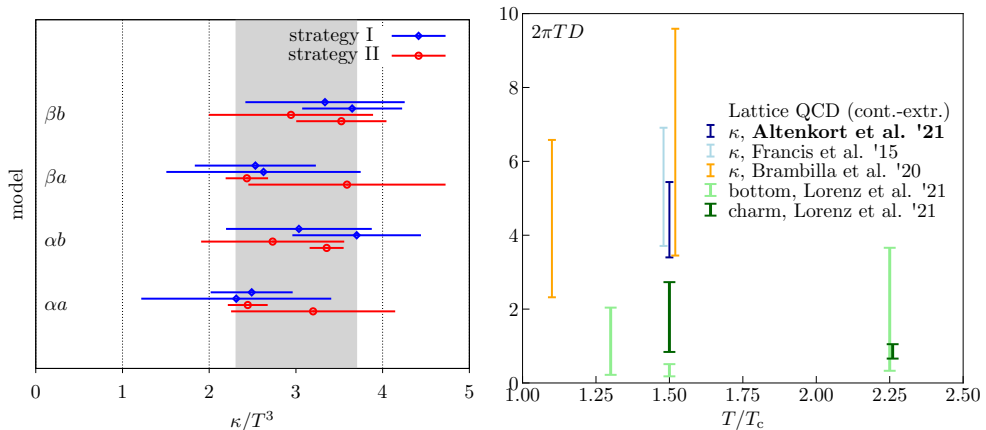 strategy I
strategy II
βb
βa
αb
αa
model
0 1 2 3 4 5
κ/T³
2πTD
10
8
6
4
2
0
Lattice QCD (cont.-extr.)
κ, Altenkort et al. '21
κ, Francis et al. '15
κ, Brambilla et al. '20
bottom, Lorenz et al. '21
charm, Lorenz et al. '21
1.00 1.25 1.50 1.75 2.00 2.25 2.50
T/Tc